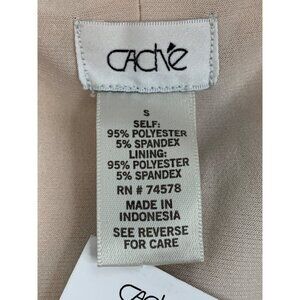 Caché
S
SELF:
95% POLYESTER
5% SPANDEX
LINING:
95% POLYESTER
5% SPANDEX
RN # 74578
MADE IN
INDONESIA
SEE REVERSE
FOR CARE